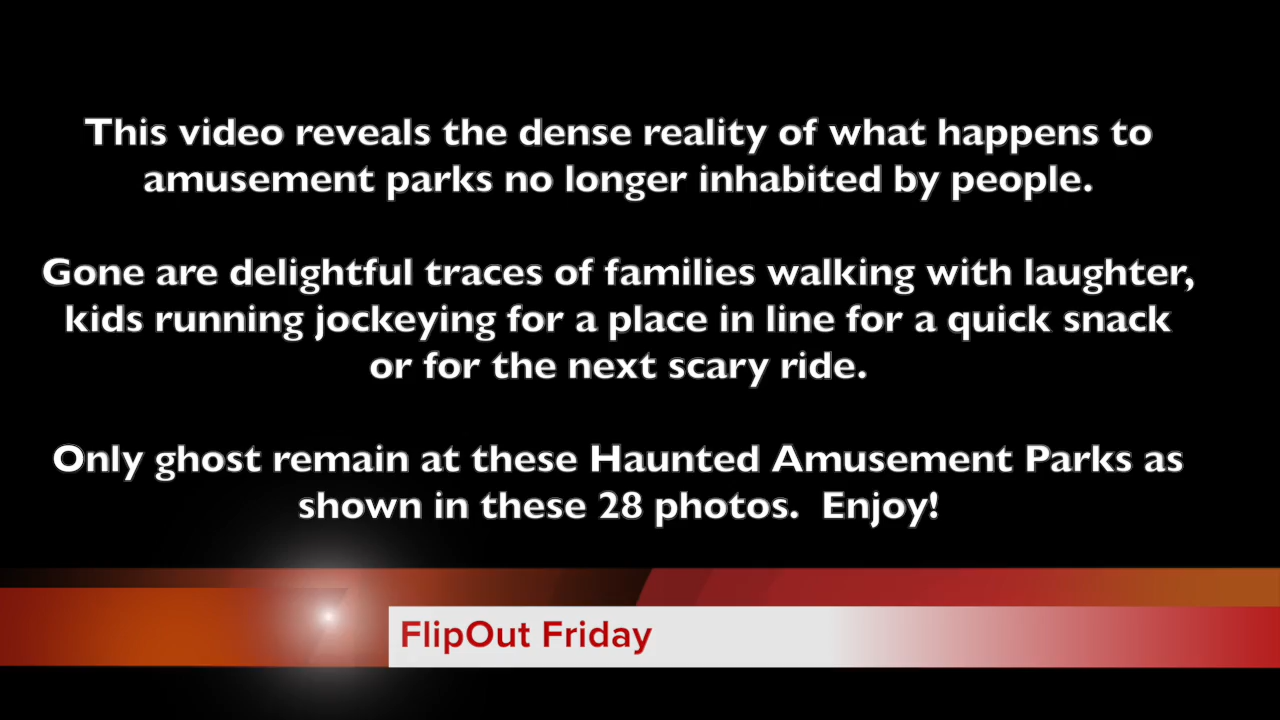 This video reveals the dense reality of what happens to
amusement parks no longer inhabited by people.
Gone are delightful traces of families walking with laughter,
kids running jockeying for a place in line for a quick snack
or for the next scary ride.
Only ghost remain at these Haunted Amusement Parks as
shown in these 28 photos.  Enjoy!
FlipOut Friday